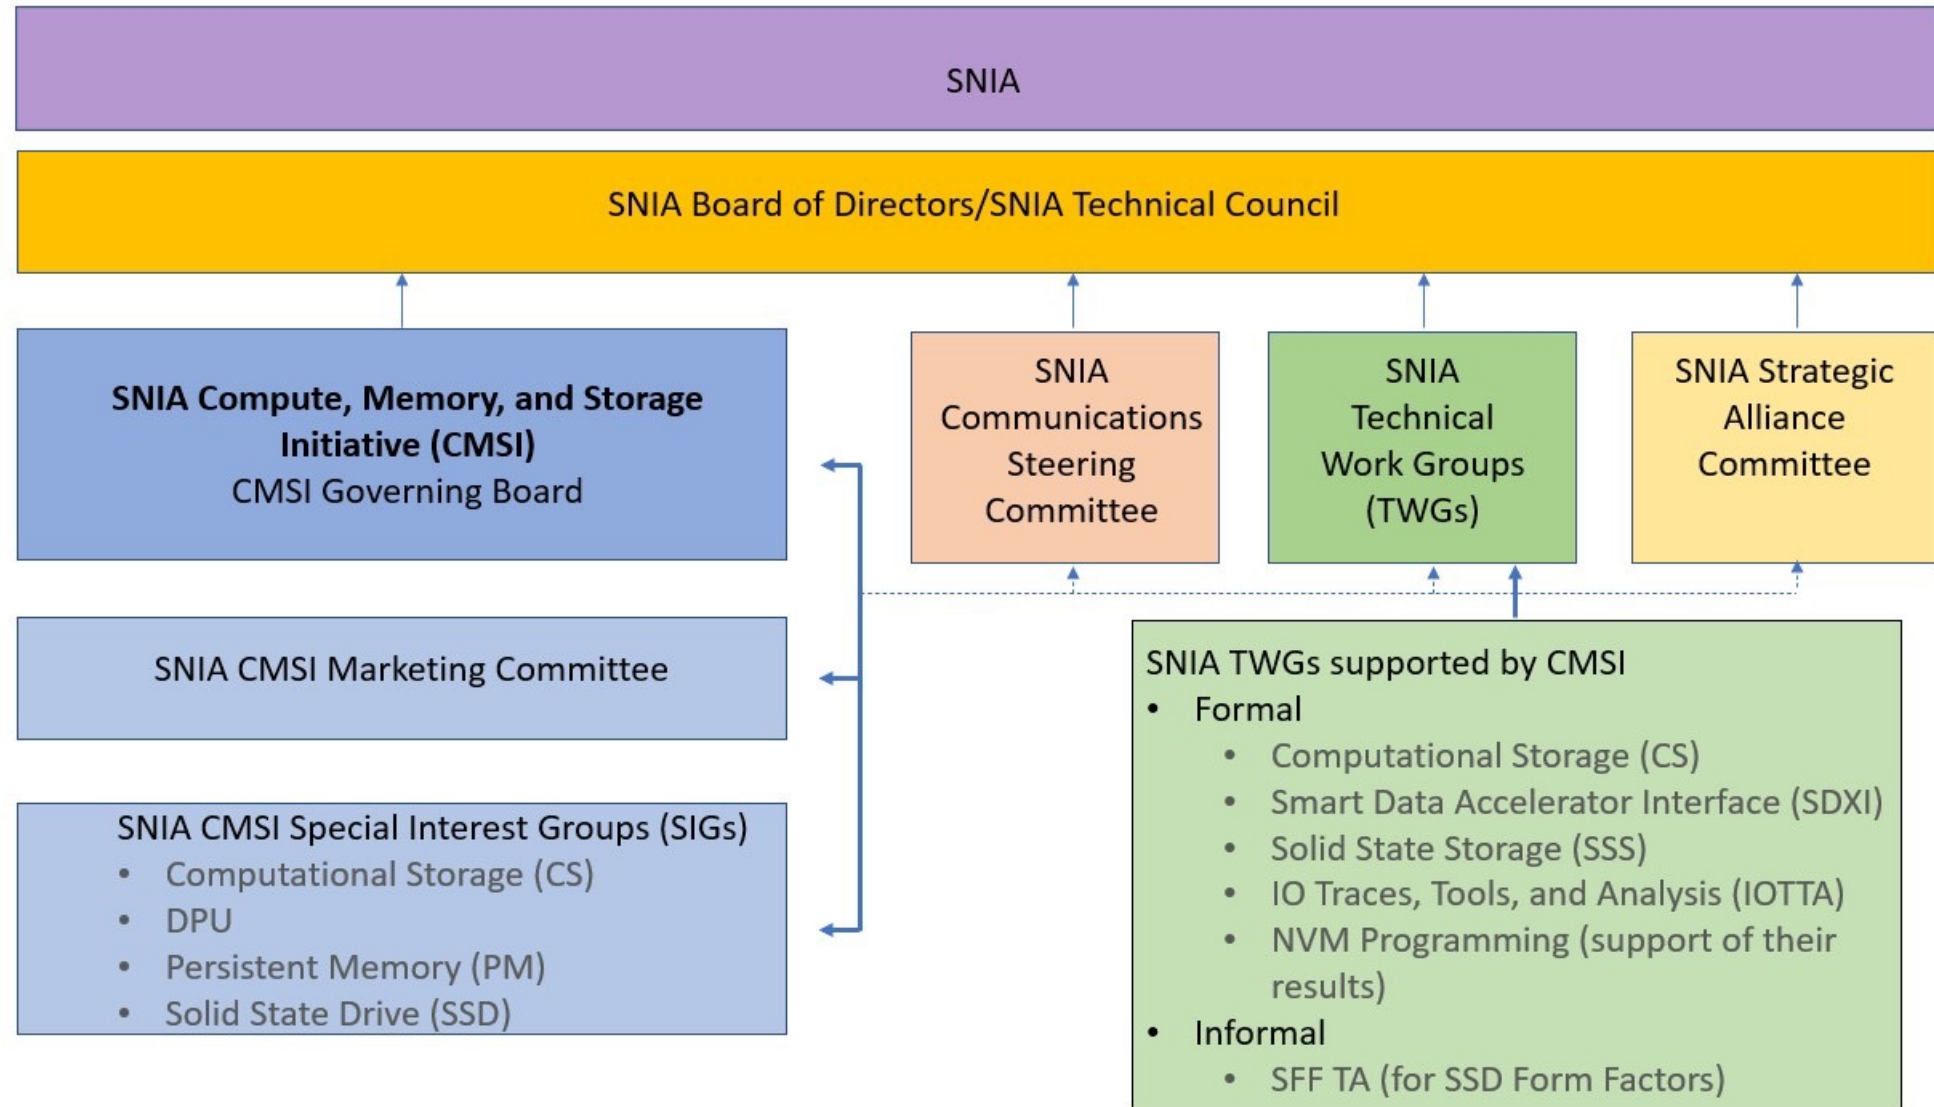 SNIA
SNIA Board of Directors/SNIA Technical Council
SNIA Compute, Memory, and Storage
Initiative (CMSI)
CMSI Governing Board
SNIA
Communications
Steering
Committee
SNIA
Technical
Work Groups
(TWGs)
SNIA Strategic
Alliance
Committee
SNIA CMSI Marketing Committee
SNIA CMSI Special Interest Groups (SIGs)
• Computational Storage (CS)
• DPU
• Persistent Memory (PM)
• Solid State Drive (SSD)
SNIA TWGs supported by CMSI
• Formal
• Computational Storage (CS)
• Smart Data Accelerator Interface (SDXI)
• Solid State Storage (SSS)
• IO Traces, Tools, and Analysis (IOTTA)
• NVM Programming (support of their
results)
• Informal
• SFF TA (for SSD Form Factors)